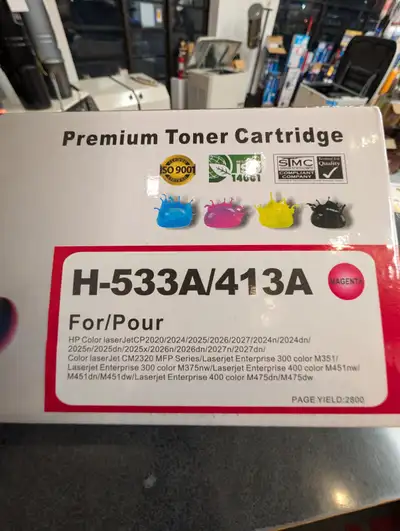 Premium Toner Cartridge
ISO 9001
14001
STMC
COMPLIANT
COMPANY
Quality
H-533A/413A
MAGENTA
For/Pour
HP Color laserJetCP2020/2024/2025/2026/2027/2024n/2024dn/
2025n/2025dn/2025x/2026n/2026dn/2027n/2027dn/
Color laserJet CM2320 MFP Series/Laserjet Enterprise 300 color M351/
Laserjet Enterprise 300 color M375nw/Laserjet Enterprise 400 color M451nw/
M451dn/M451dw/Laserjet Enterprise 400 color M475dn/M475dw
PAGE YIELD:2800